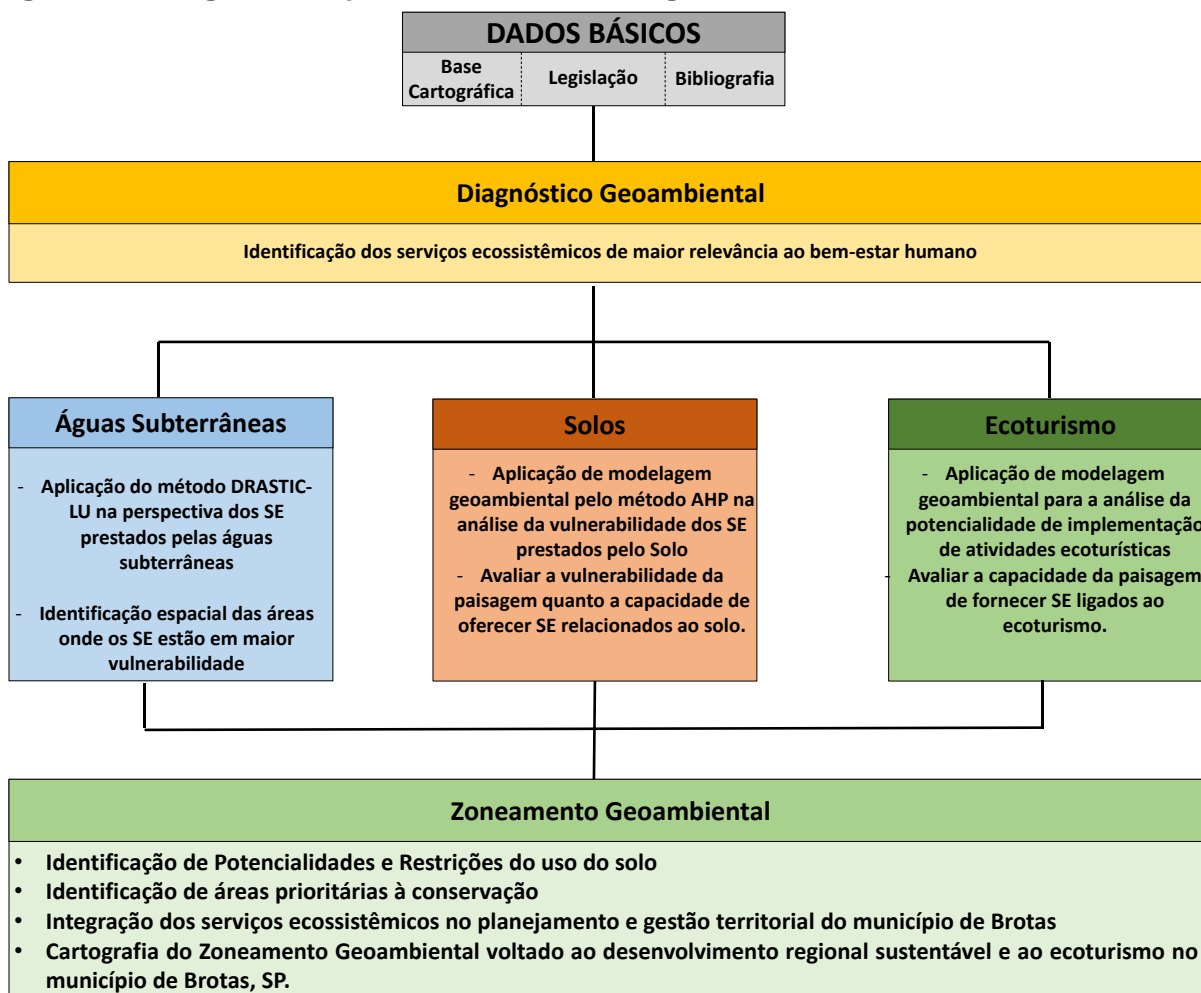 DADOS BÁSICOS
Base
Cartográfica
Legislação
Bibliografia
Diagnóstico Geoambiental
Identificação dos serviços ecossistêmicos de maior relevância ao bem-estar humano
Águas Subterrâneas
- Aplicação do método DRASTIC-
LU na perspectiva dos SE
prestados pelas águas
subterrâneas
- Identificação espacial das áreas
onde os SE estão em maior
vulnerabilidade
Solos
- Aplicação de modelagem
geoambiental pelo método AHP na
análise da vulnerabilidade dos SE
prestados pelo Solo
- Avaliar a vulnerabilidade da
paisagem quanto a capacidade de
oferecer SE relacionados ao solo.
Ecoturismo
- Aplicação de modelagem
geoambiental para a análise da
potencialidade de implementação
de atividades ecoturísticas
- Avaliar a capacidade da paisagem
de fornecer SE ligados ao
ecoturismo.
Zoneamento Geoambiental
• Identificação de Potencialidades e Restrições do uso do solo
• Identificação de áreas prioritárias à conservação
• Integração dos serviços ecossistêmicos no planejamento e gestão territorial do município de Brotas
• Cartografia do Zoneamento Geoambiental voltado ao desenvolvimento regional sustentável e ao ecoturismo no
município de Brotas, SP.